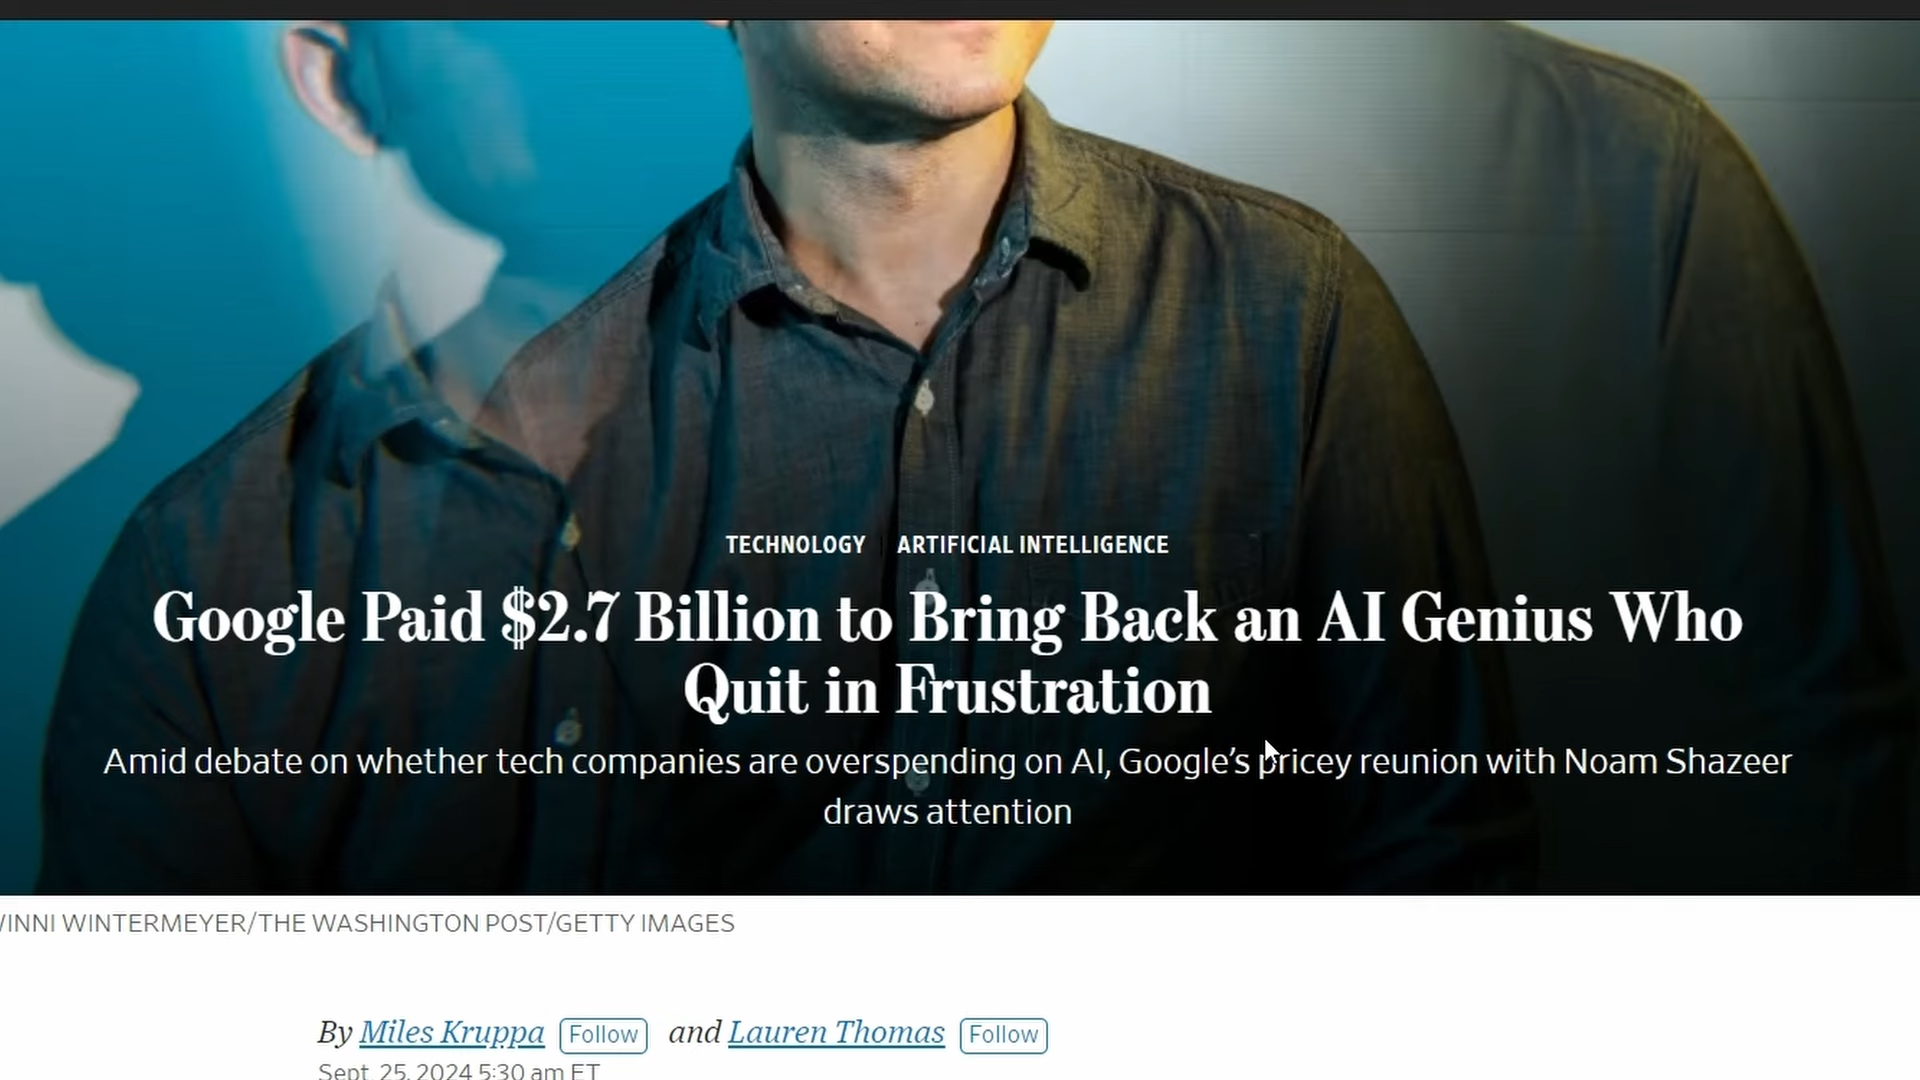 TECHNOLOGY ARTIFICIAL INTELLIGENCE
Google Paid $2.7 Billion to Bring Back an AI Genius Who
Quit in Frustration
Amid debate on whether tech companies are overspending on AI, Google’s pricey reunion with Noam Shazeer
draws attention
WINTERMEYER/THE WASHINGTON POST/GETTY IMAGES
By Miles Kruppa Follow and Lauren Thomas Follow
Sept. 25, 2024 5:30 am ET